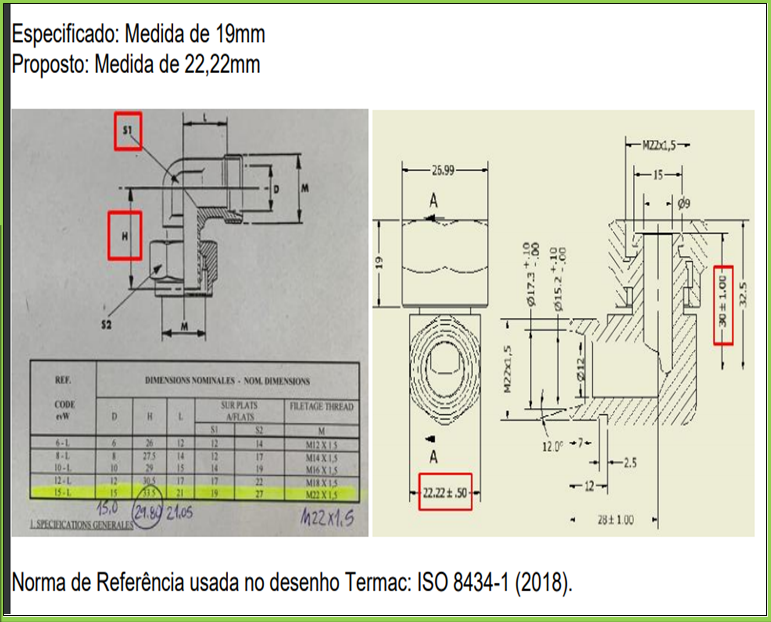 Especificado: Medida de 19mm
Proposto: Medida de 22,22mm
S1
L
D
M
H
S2
M
REF.
CODE
evW
DIMENSIONS NOMINALES - NOM. DIMENSIONS
D H L SUR PLATS A/FLATS FILETAGE THREAD
S1 S2 M
6-L 6 26 12 12 14 M12 X 1,5
8-L 8 27.5 14 12 17 M14 X 1,5
10-L 10 29 15 14 19 M16 X 1,5
12-L 12 30.5 17 17 22 M18 X 1,5
15-L 15 33.5 21 19 27 M22 X 1,5
15.0 29.80 21.05 M22X1.5
1. SPECIFICATIONS GENERALES
M22x1,5
15
Ø9
25.99
A
19
Ø17.3 +.10 -.00
Ø15.2 +.10 -.00
30±1.00
32.5
M22x1,5
Ø12
12.0°
7
2.5
A
12
22.22±.50
28±1.00
Norma de Referência usada no desenho Termac: ISO 8434-1 (2018).